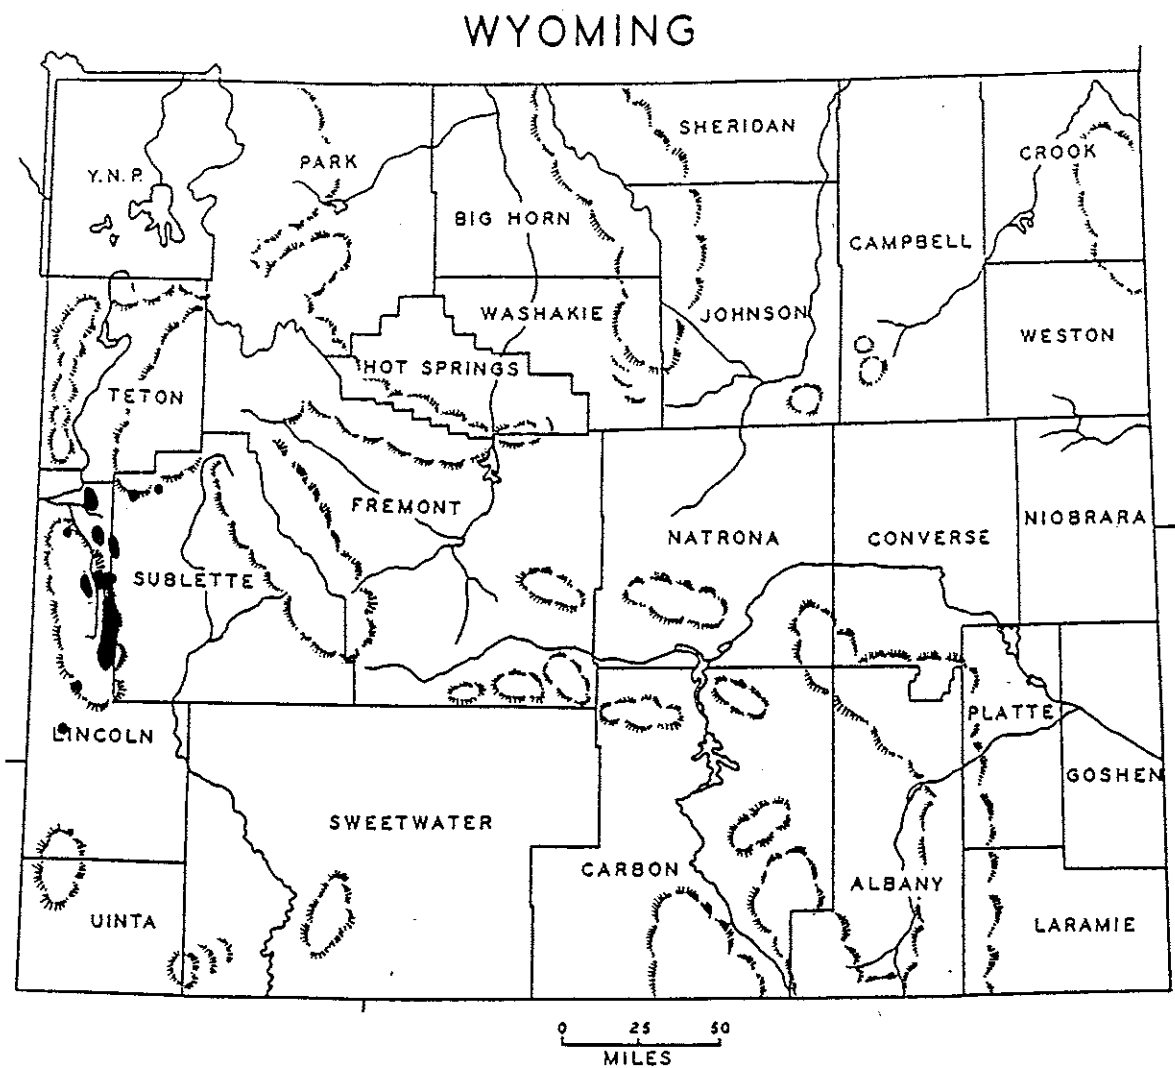 WYOMING
SHERIDAN
CROOK
PARK
Y.N.P.
BIG HORN
CAMPBELL
WASHAKIE
JOHNSON
WESTON
HOT SPRINGS
TETON
FREMONT
NIOBRARA
NATRONA
CONVERSE
SUBLETTE
PLATTE
LINCOLN
GOSHEN
SWEETWATER
CARBON
ALBANY
UINTA
LARAMIE
0 25 50
MILES